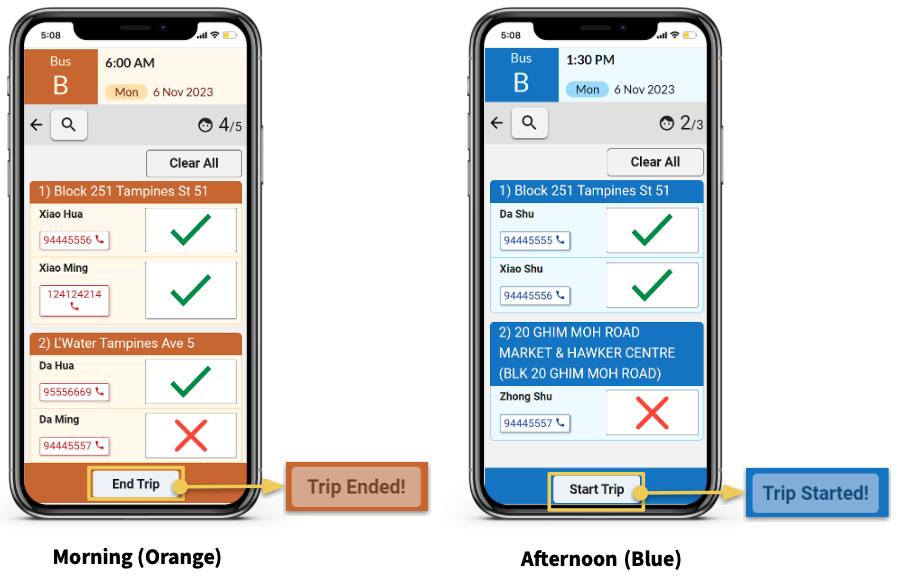 5:08
Bus
B
6:00 AM
Mon 6 Nov 2023
4/5
Clear All
1) Block 251 Tampines St 51
Xiao Hua
94445556
Xiao Ming
124124214
2) L'Water Tampines Ave 5
Da Hua
95556669
Da Ming
94445557
End Trip
Trip Ended!
Morning (Orange)
5:08
Bus
B
1:30 PM
Mon 6 Nov 2023
2/3
Clear All
1) Block 251 Tampines St 51
Da Shu
94445555
Xiao Shu
94445556
2) 20 GHIM MOH ROAD
MARKET & HAWKER CENTRE
(BLK 20 GHIM MOH ROAD)
Zhong Shu
94445557
Start Trip
Trip Started!
Afternoon (Blue)